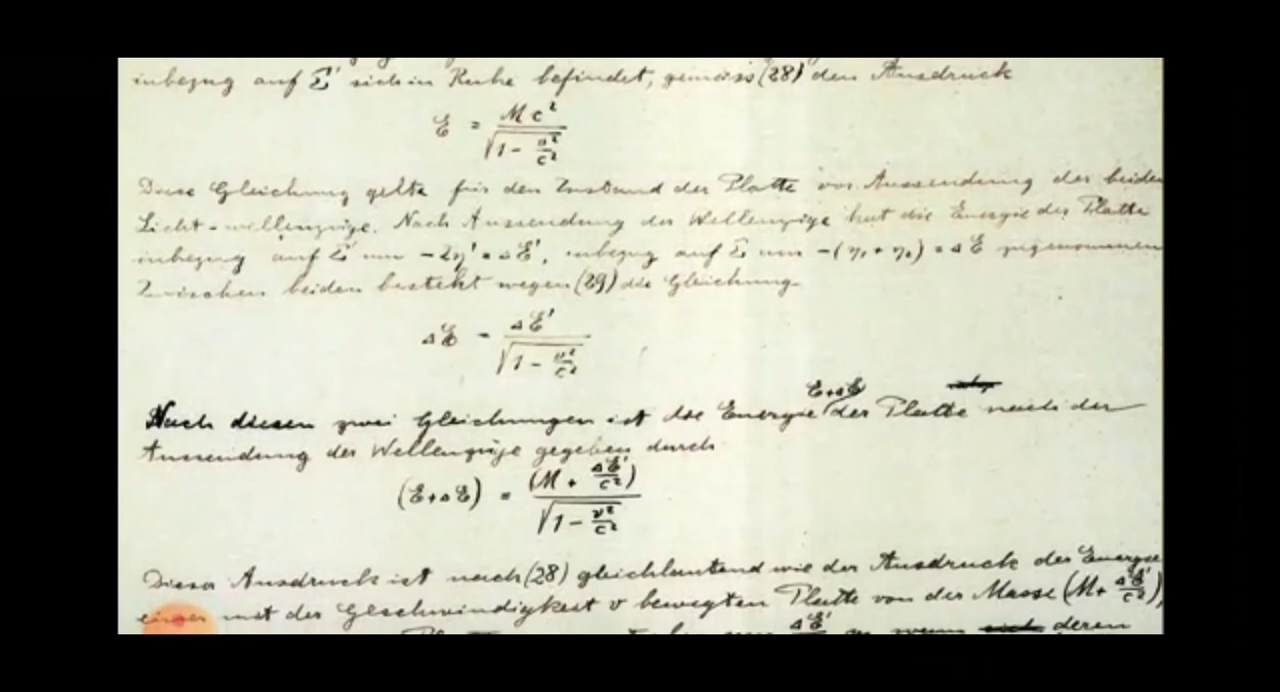 inbezug auf Σ' sich in Ruhe befindet, gemäss (28) den Ausdruck
ℰ = Mc² / √(1 - v²/c²)
Diese Gleichung gelte für den Zustand der Platte vor Aussendung der beiden
Licht-wellenzüge. Nach Aussendung der Wellenzüge hat die Energie der Platte
inbezug auf Σ' um -2η' = Δℰ', inbezug auf Σ um -(η₁ + η₂) = Δℰ zugenommen
Zwischen beiden besteht wegen (29) die Gleichung
Δℰ = Δℰ' / √(1 - v²/c²)
Nach diesen zwei Gleichungen ist die Energie ℰ+Δℰ der Platte nach der
Aussendung der Wellenzüge gegeben durch
(ℰ+Δℰ) = (M + Δℰ'/c²) / √(1 - v²/c²)
Dieser Ausdruck ist nach (28) gleichlautend wie der Ausdruck der Energie
einer mit der Geschwindigkeit v bewegten Platte von der Masse (M + Δℰ'/c²),
Δℰ'/c² wenn deren